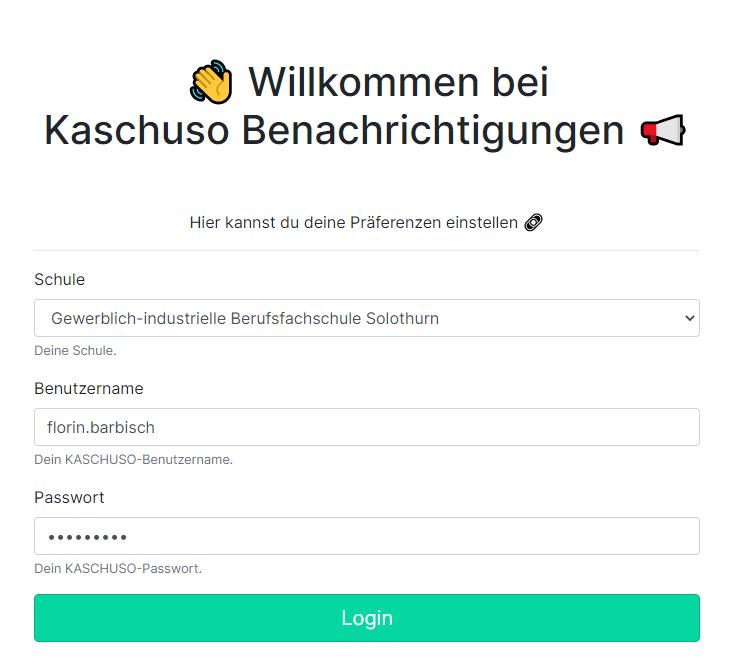 👋 Willkommen bei
Kaschuso Benachrichtigungen 📢
Hier kannst du deine Präferenzen einstellen 🔗
Schule
Gewerblich-industrielle Berufsfachschule Solothurn
Deine Schule.
Benutzername
florin.barbisch
Dein KASCHUSO-Benutzername.
Passwort
•••••••••
Dein KASCHUSO-Passwort.
Login